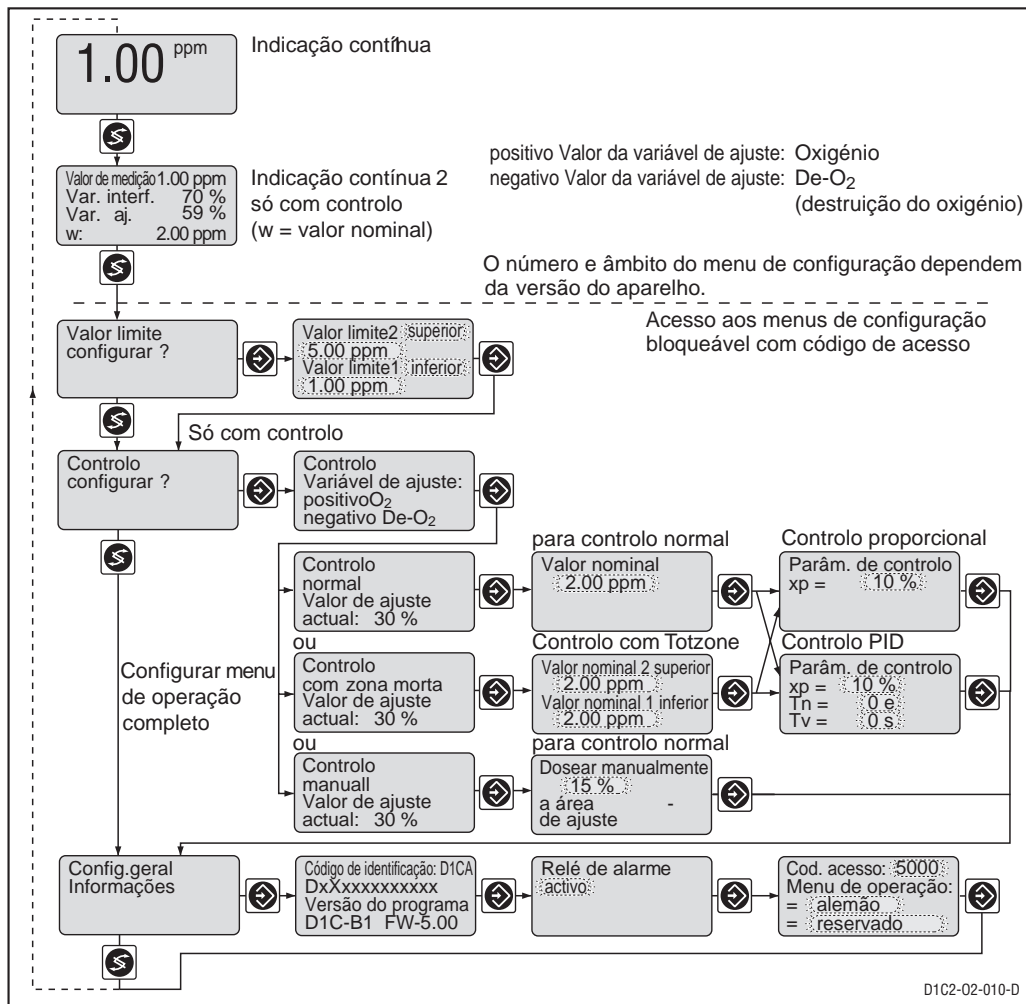 1.00 ppm
Indicação contínua
Valor de medição 1.00 ppm
Var. interf. 70 %
Var. aj. 59 %
w: 2.00 ppm
Indicação contínua 2
só com controlo
(w = valor nominal)
positivo Valor da variável de ajuste: Oxigénio
negativo Valor da variável de ajuste: De-O2
(destruição do oxigénio)
O número e âmbito do menu de configuração dependem
da versão do aparelho.
Acesso aos menus de configuração
bloqueável com código de acesso
Valor limite
configurar ?
Valor limite2 superior
5.00 ppm
Valor limite1 inferior
1.00 ppm
Só com controlo
Controlo
configurar ?
Controlo
Variável de ajuste:
positivoO2
negativo De-O2
Configurar menu
de operação
completo
Controlo
normal
Valor de ajuste
actual: 30 %
para controlo normal
Valor nominal
2.00 ppm
Controlo proporcional
Parâm. de controlo
xp = 10 %
ou
Controlo
com zona morta
Valor de ajuste
actual: 30 %
Controlo com Totzone
Valor nominal 2 superior
2.00 ppm
Valor nominal 1 inferior
2.00 ppm
Controlo PID
Parâm. de controlo
xp = 10 %
Tn = 0 e
Tv = 0 s
ou
Controlo
manuall
Valor de ajuste
actual: 30 %
para controlo normal
Dosear manualmente
15 %
a área -
de ajuste
Config.geral
Informações
Código de identificação: D1CA
DxXxxxxxxxxx
Versão do programa
D1C-B1 FW-5.00
Relé de alarme
activo
Cod. acesso: 5000
Menu de operação:
= alemão
= reservado
D1C2-O2-010-D